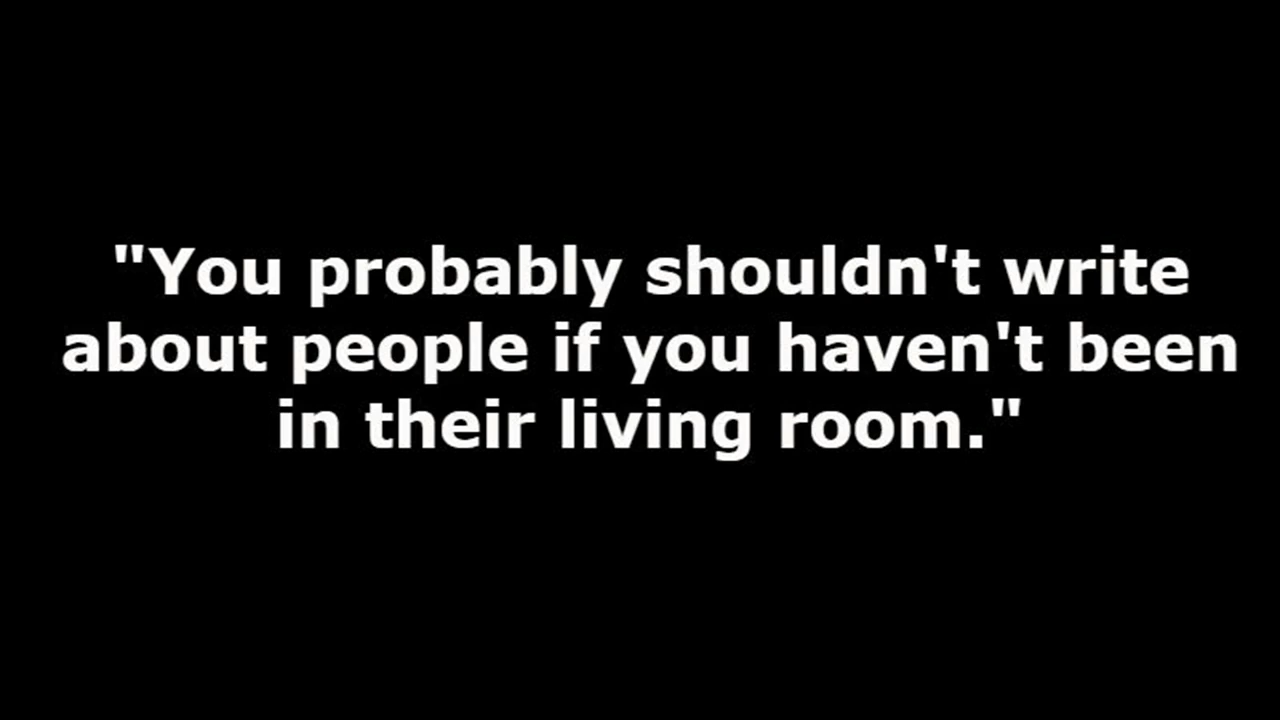 "You probably shouldn't write
about people if you haven't been
in their living room."